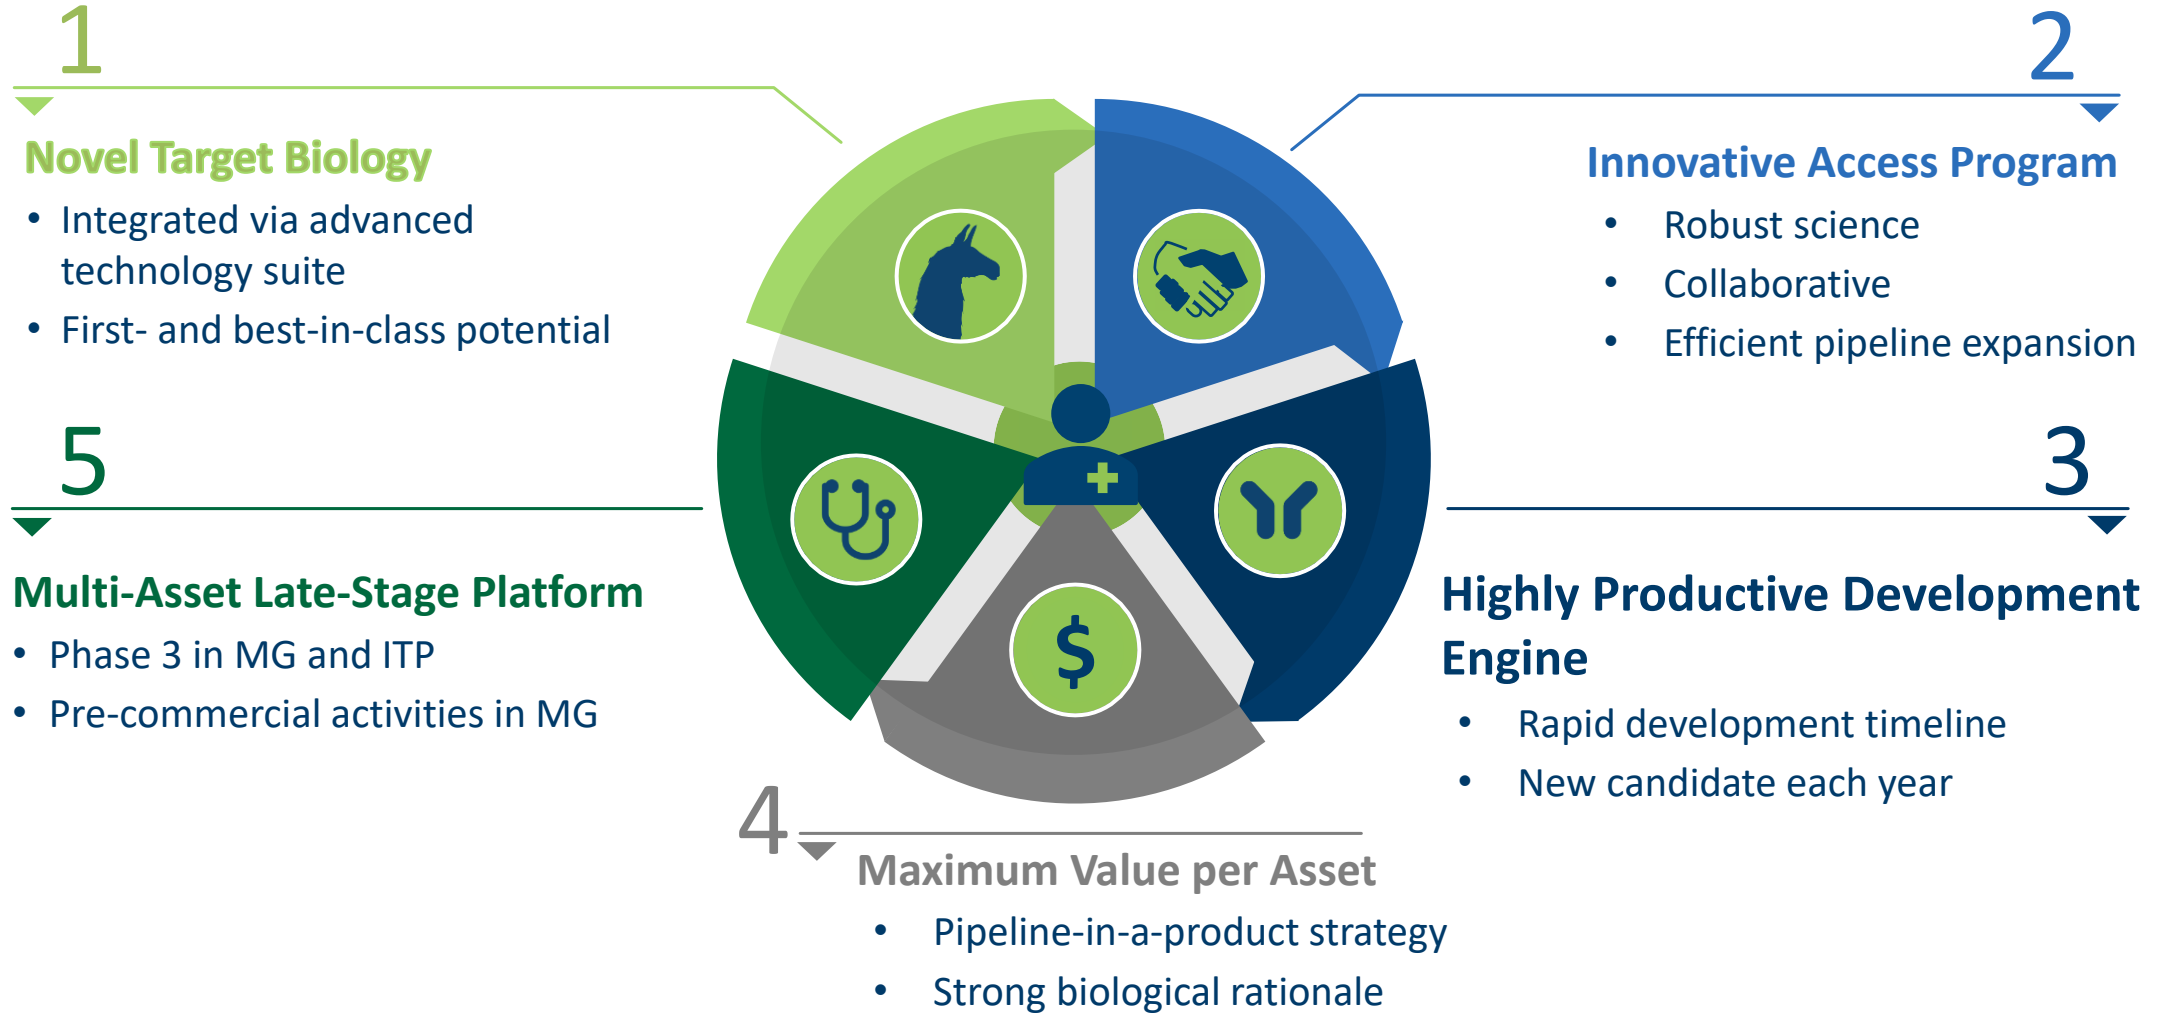 1
Novel Target Biology
• Integrated via advanced
technology suite
• First- and best-in-class potential
2
Innovative Access Program
• Robust science
• Collaborative
• Efficient pipeline expansion
3
Highly Productive Development
Engine
• Rapid development timeline
• New candidate each year
$
4
Maximum Value per Asset
• Pipeline-in-a-product strategy
• Strong biological rationale
5
Multi-Asset Late-Stage Platform
• Phase 3 in MG and ITP
• Pre-commercial activities in MG